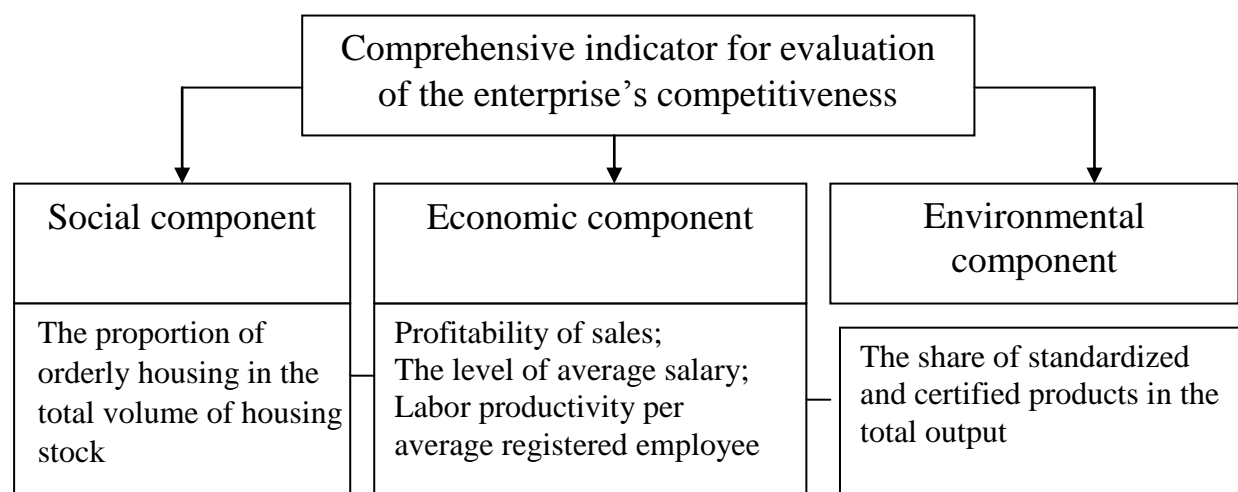 Comprehensive indicator for evaluation
of the enterprise’s competitiveness
Social component
Economic component
Environmental
component
The proportion of
orderly housing in the
total volume of housing
stock
Profitability of sales;
The level of average salary;
Labor productivity per
average registered employee
The share of standardized
and certified products in the
total output